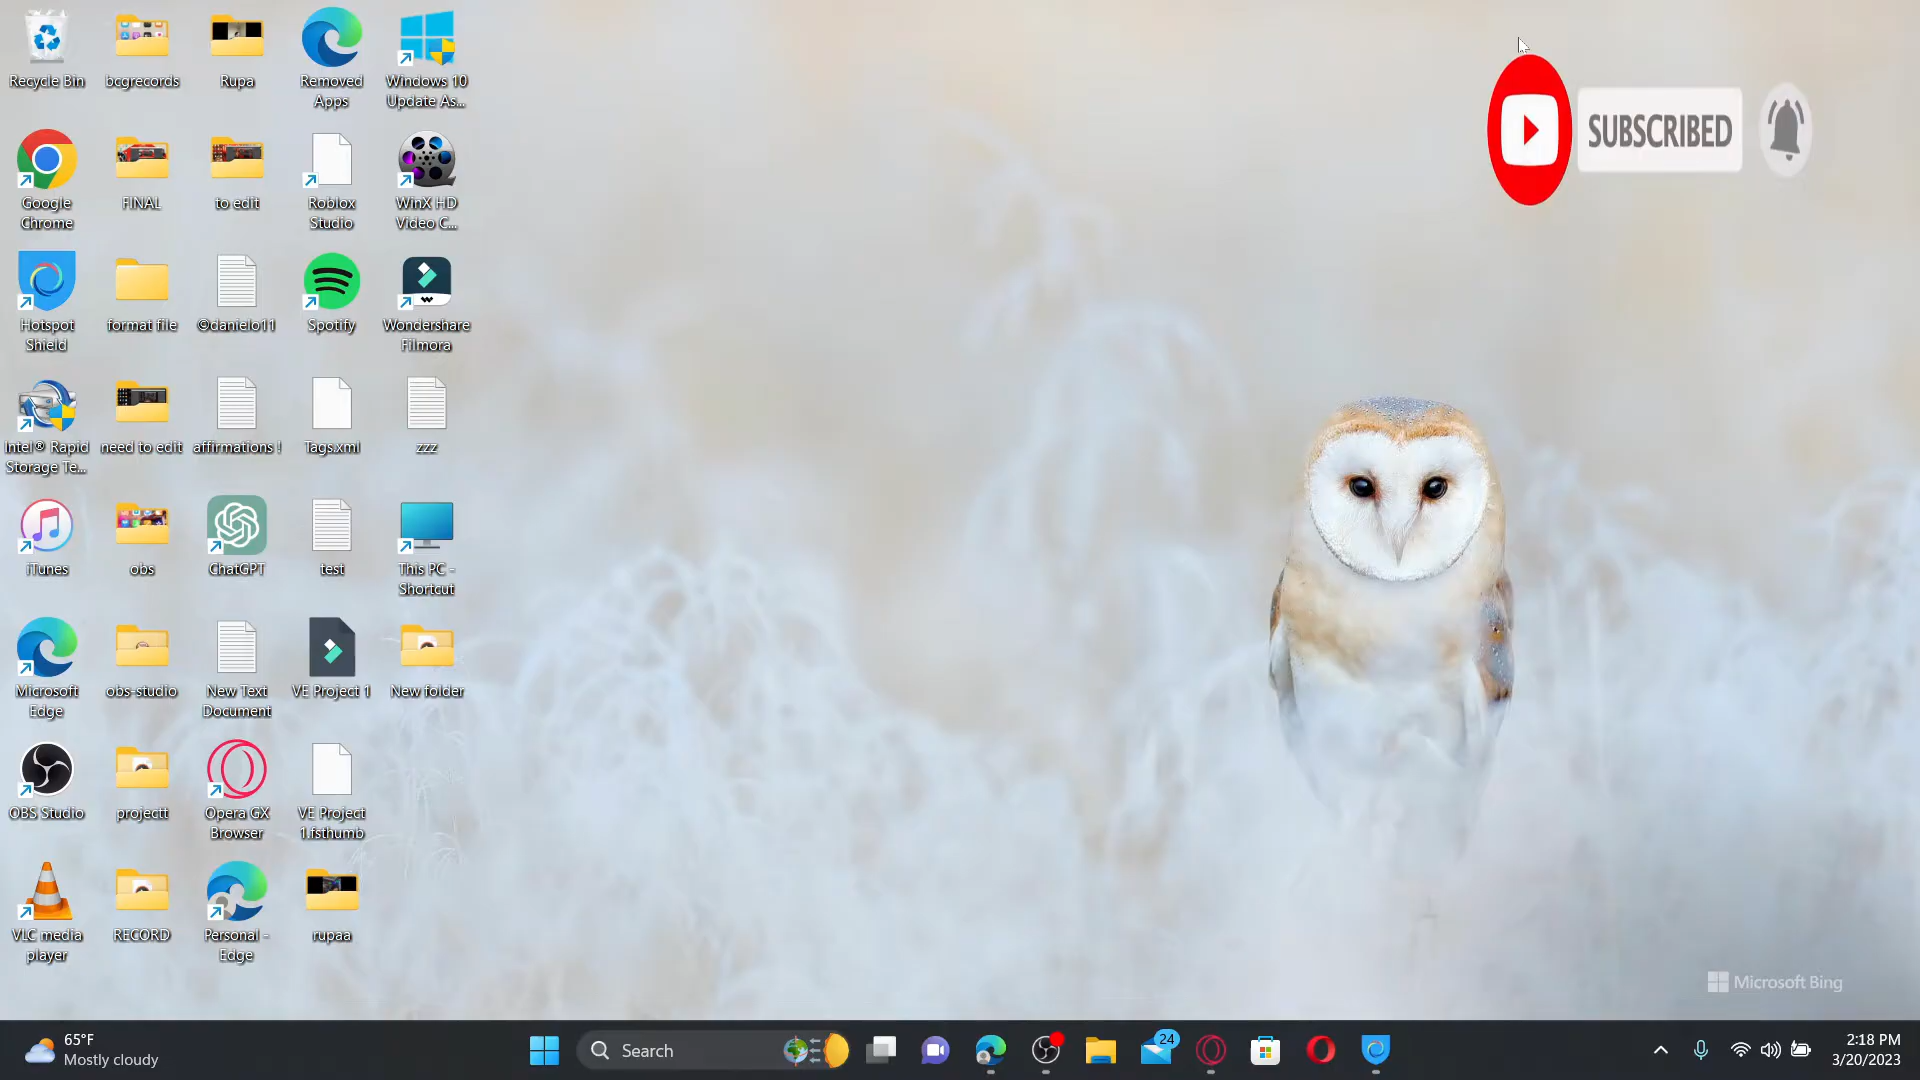 Recycle Bin
bcgrecords
Rupa
Removed
Apps
Windows 10
Update As...
Google
Chrome
FINAL
to edit
Roblox
Studio
WinX HD
Video C...
Hotspot
Shield
format file
©danielo11
Spotify
Wondershare
Filmora
Intel® Rapid
Storage Te...
need to edit
affirmations !
Tags.xml
zzz
iTunes
obs
ChatGPT
test
This PC -
Shortcut
Microsoft
Edge
obs-studio
New Text
Document
VE Project 1
New folder
OBS Studio
projectt
Opera GX
Browser
VE Project
1.fsthumb
VLC media
player
RECORD
Personal -
Edge
rupaa
SUBSCRIBED
Microsoft Bing
65°F
Mostly cloudy
Search
24
2:18 PM
3/20/2023